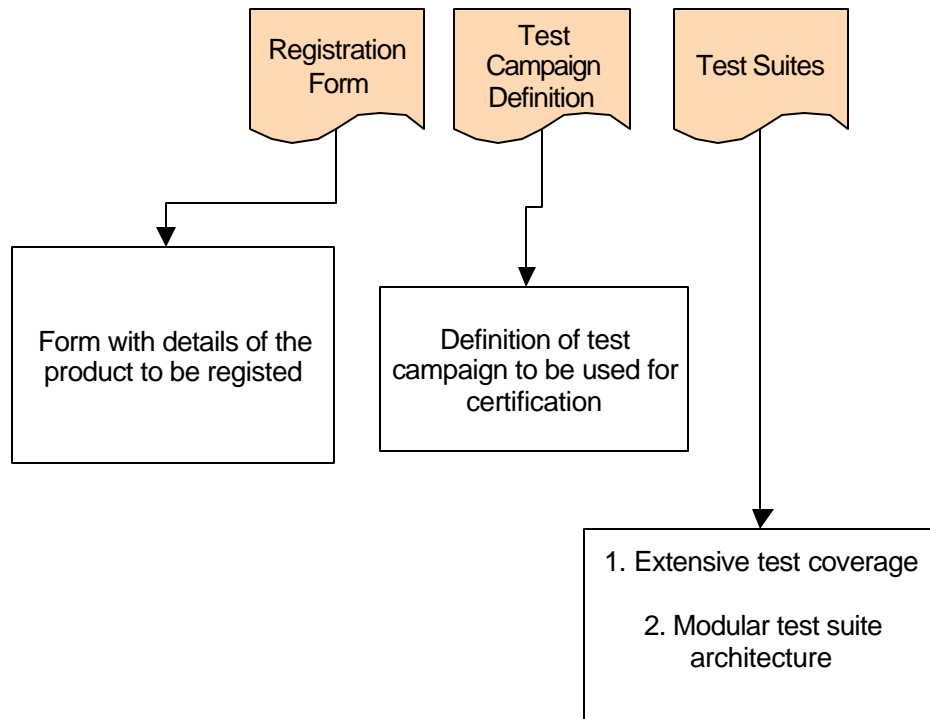 Registration
Form
Test
Campaign
Definition
Test Suites
Form with details of the
product to be registed
Definition of test
campaign to be used for
certification
1. Extensive test coverage
2. Modular test suite
architecture